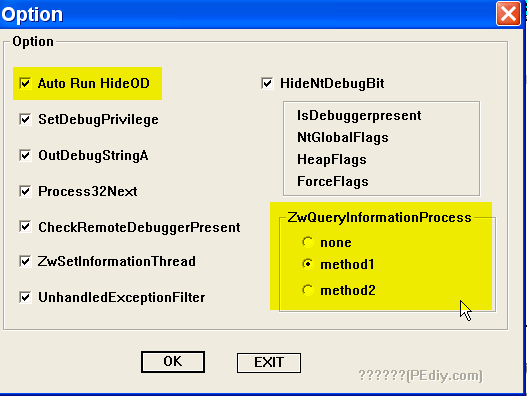 Option
Option
Auto Run HideOD
HideNtDebugBit
SetDebugPrivilege
IsDebuggerpresent
NtGlobalFlags
HeapFlags
ForceFlags
OutDebugStringA
Process32Next
CheckRemoteDebuggerPresent
ZwSetInformationThread
UnhandledExceptionFilter
ZwQueryInformationProcess
none
method1
method2
OK
EXIT
??????(PEdiy.com)